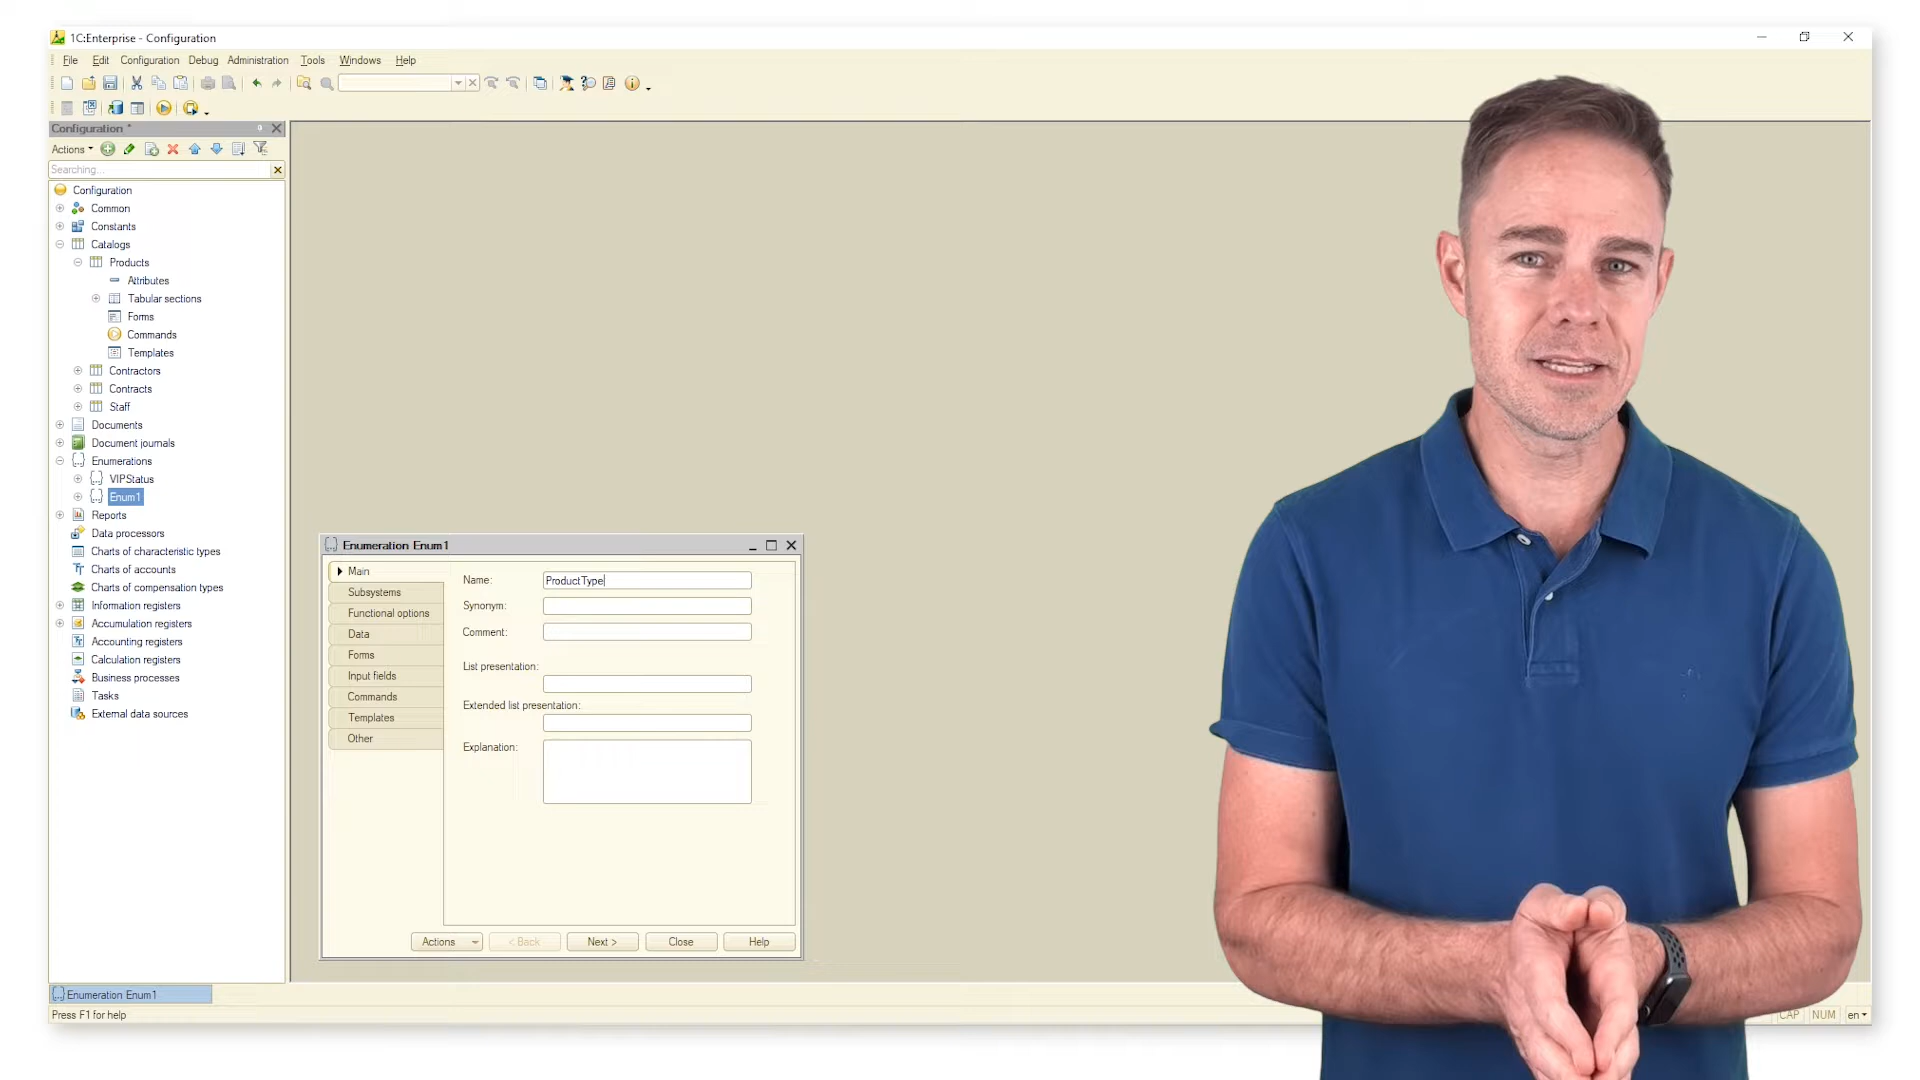 1C:Enterprise - Configuration
File Edit Configuration Debug Administration Tools Windows Help
Configuration *
Actions
Searching...
Configuration
Common
Constants
Catalogs
Products
Attributes
Tabular sections
Forms
Commands
Templates
Contractors
Contracts
Staff
Documents
Document journals
Enumerations
VIPStatus
Enum1
Reports
Data processors
Charts of characteristic types
Charts of accounts
Charts of compensation types
Information registers
Accumulation registers
Accounting registers
Calculation registers
Business processes
Tasks
External data sources
Enumeration Enum1
Main
Subsystems
Functional options
Data
Forms
Input fields
Commands
Templates
Other
Name: ProductType
Synonym:
Comment:
List presentation:
Extended list presentation:
Explanation:
Actions < Back Next > Close Help
Enumeration Enum1
Press F1 for help CAP NUM en